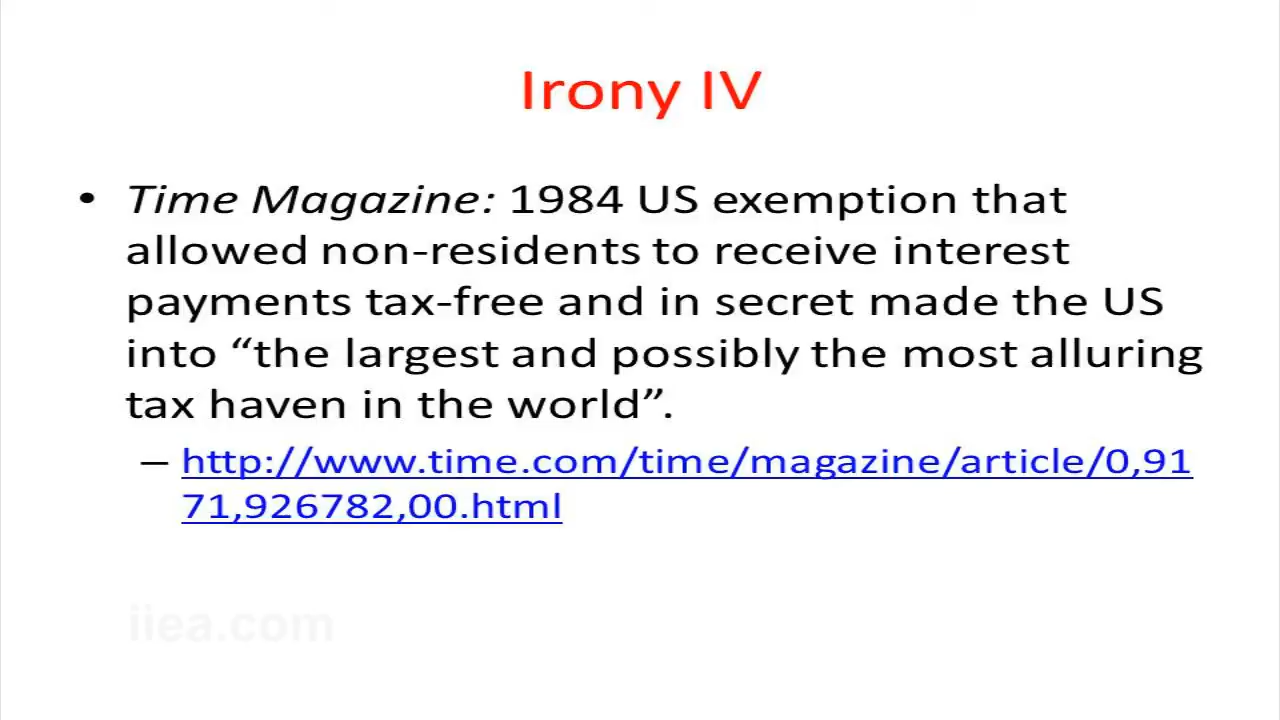 Irony IV
• Time Magazine: 1984 US exemption that
allowed non-residents to receive interest
payments tax-free and in secret made the US
into “the largest and possibly the most alluring
tax haven in the world”.
– http://www.time.com/time/magazine/article/0,91
71,926782,00.html
iiea.com